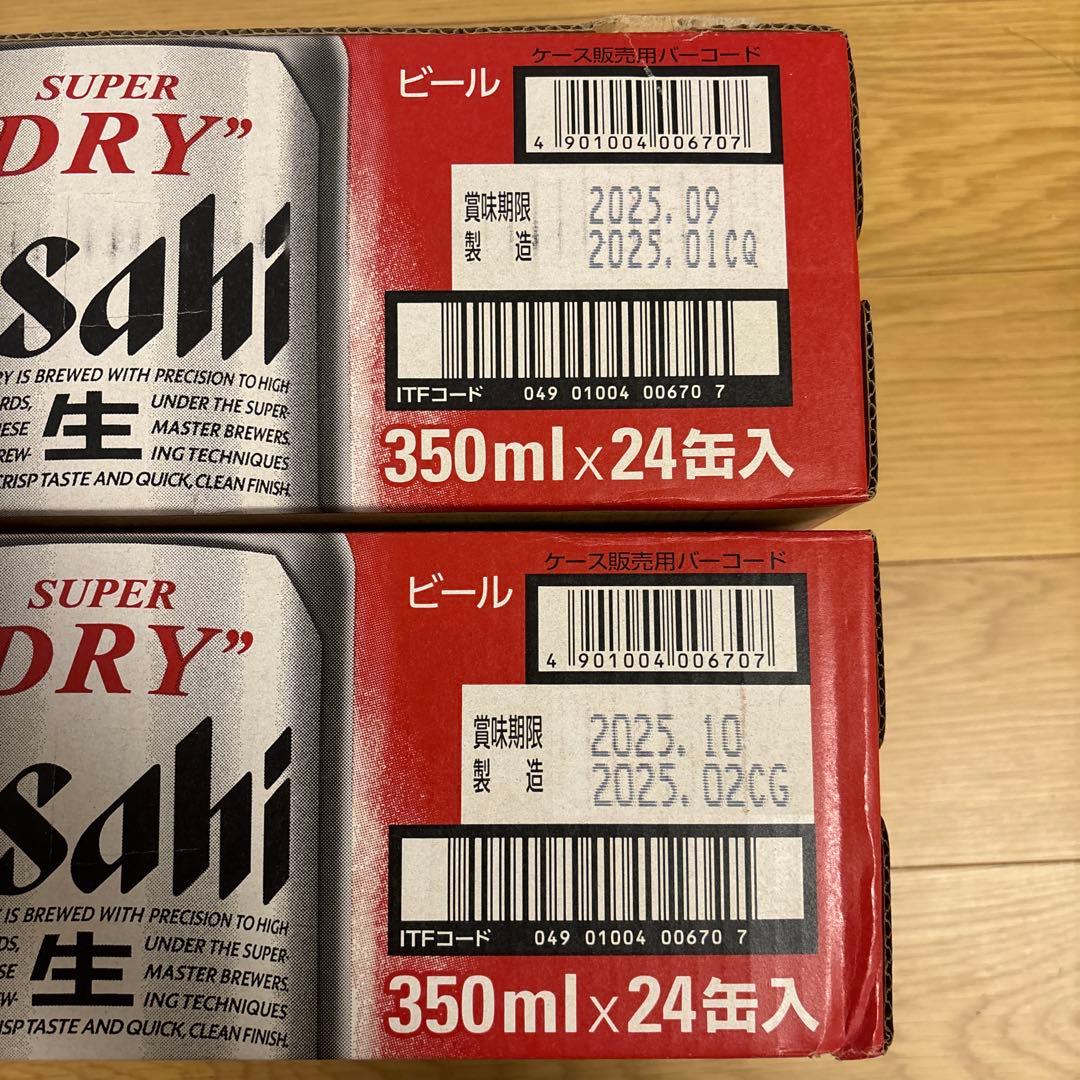 SUPER
DRY”
sahi
RY IS BREWED WITH PRECISION TO HIGH
RDS,
UNDER THE SUPER-
ESE
MASTER BREWERS.
REW-
ING TECHNIQUES
CRISP TASTE AND QUICK, CLEAN FINISH.
生
ビール
ケース販売用バーコード
4 901004 006707
賞味期限 2025.09
製 造 2025.01CQ
ITFコード 049 01004 00670 7
350ml×24缶入
SUPER
DRY”
sahi
Y IS BREWED WITH PRECISION TO HIGH
DS,
UNDER THE SUPER-
SE
MASTER BREWERS.
EW-
ING TECHNIQUES
ISP TASTE AND QUICK, CLEAN FINISH.
生
ビール
ケース販売用バーコード
4 901004 006707
賞味期限 2025.10
製 造 2025.02CG
ITFコード 049 01004 00670 7
350ml×24缶入